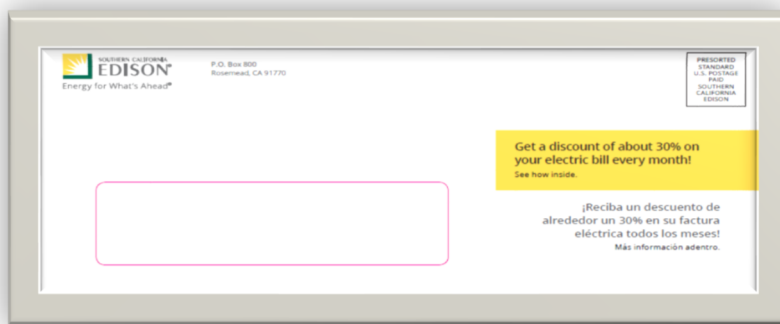 SOUTHERN CALIFORNIA
EDISON®
Energy for What's Ahead®
P.O. Box 800
Rosemead, CA 91770
PRESORTED
STANDARD
U.S. POSTAGE
PAID
SOUTHERN
CALIFORNIA
EDISON
Get a discount of about 30% on
your electric bill every month!
See how inside.
¡Reciba un descuento de
alrededor un 30% en su factura
eléctrica todos los meses!
Más información adentro.